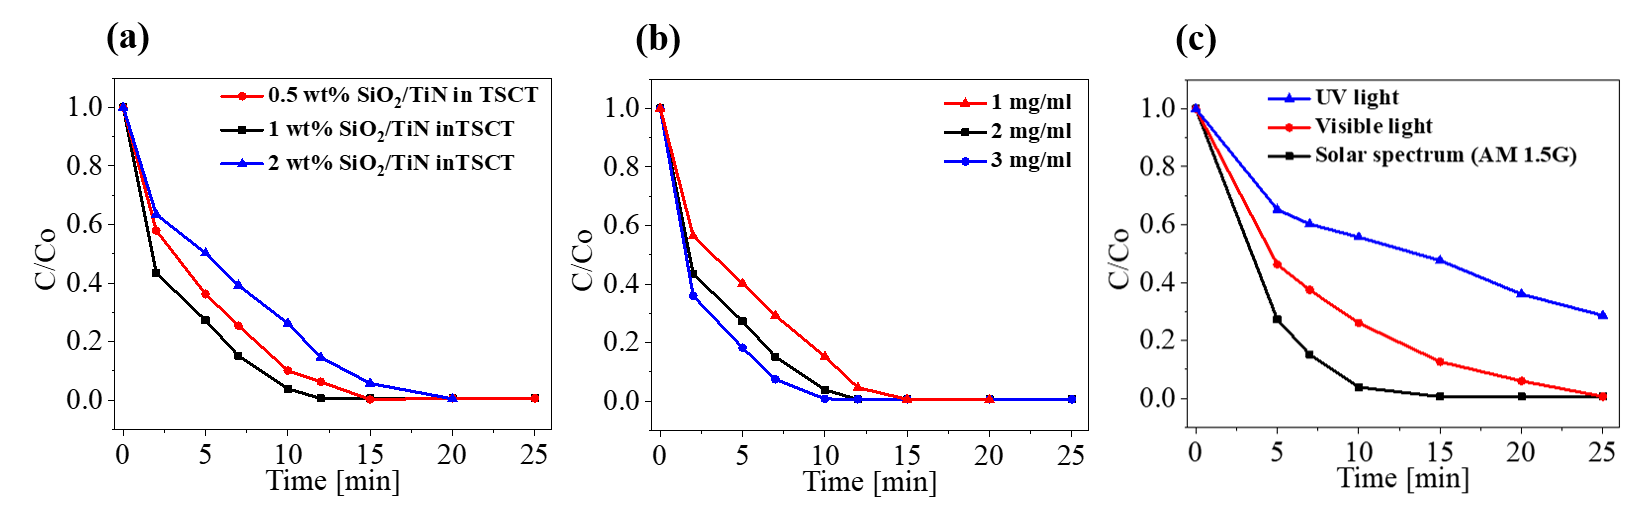 (a)
0.5 wt% SiO₂/TiN in TSCT
1 wt% SiO₂/TiN inTSCT
2 wt% SiO₂/TiN inTSCT
1.0
0.8
0.6
0.4
0.2
0.0
C/Co
0 5 10 15 20 25
Time [min]
(b)
1 mg/ml
2 mg/ml
3 mg/ml
1.0
0.8
0.6
0.4
0.2
0.0
C/Co
0 5 10 15 20 25
Time [min]
(c)
UV light
Visible light
Solar spectrum (AM 1.5G)
1.0
0.8
0.6
0.4
0.2
0.0
C/Co
0 5 10 15 20 25
Time [min]